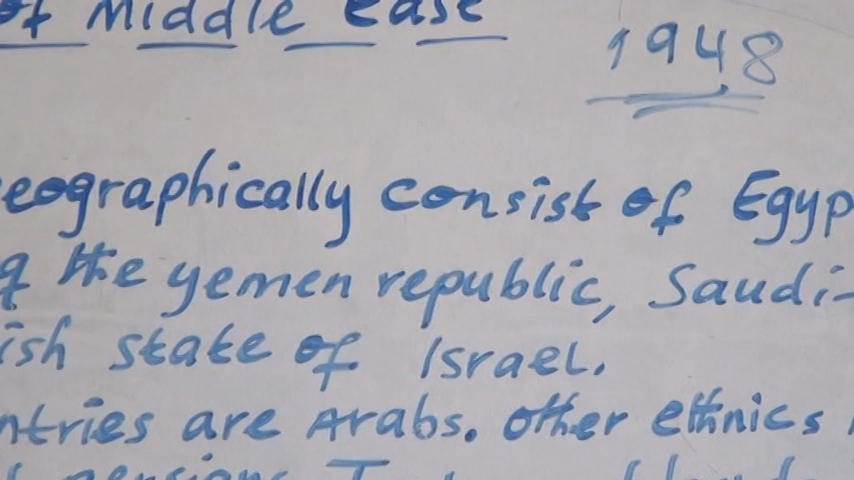 of Middle East
1948
eographically consist of Egyp
the yemen republic, Saudi-
ish state of Israel.
ntries are Arabs. other ethnics